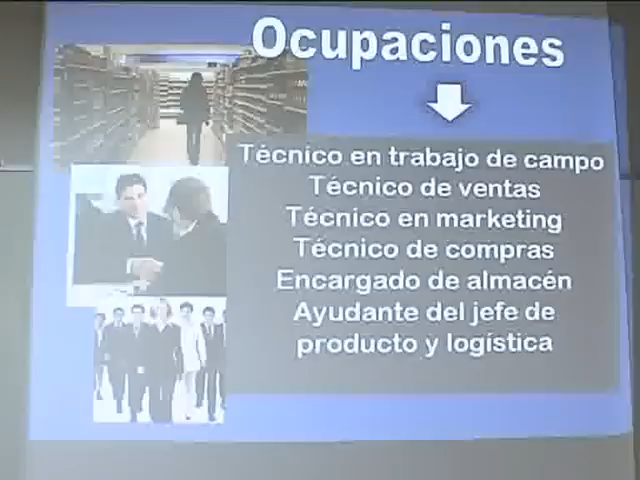 Ocupaciones
Técnico en trabajo de campo
Técnico de ventas
Técnico en marketing
Técnico de compras
Encargado de almacén
Ayudante del jefe de
producto y logística